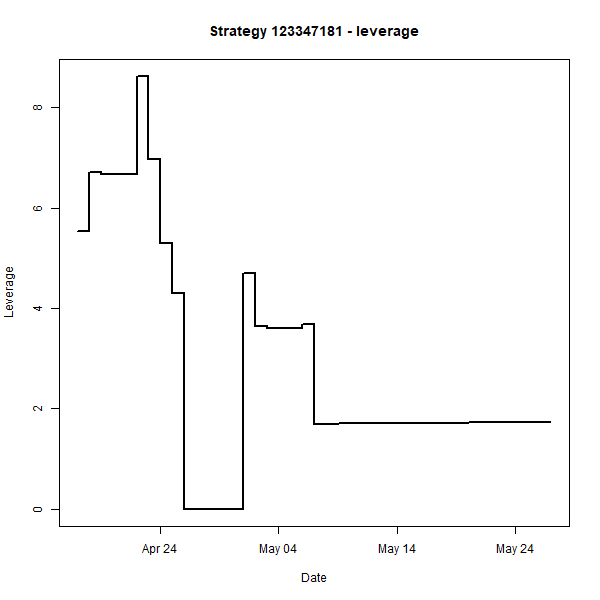 Strategy 123347181 - leverage
Leverage
8
6
4
2
0
Apr 24
May 04
May 14
May 24
Date